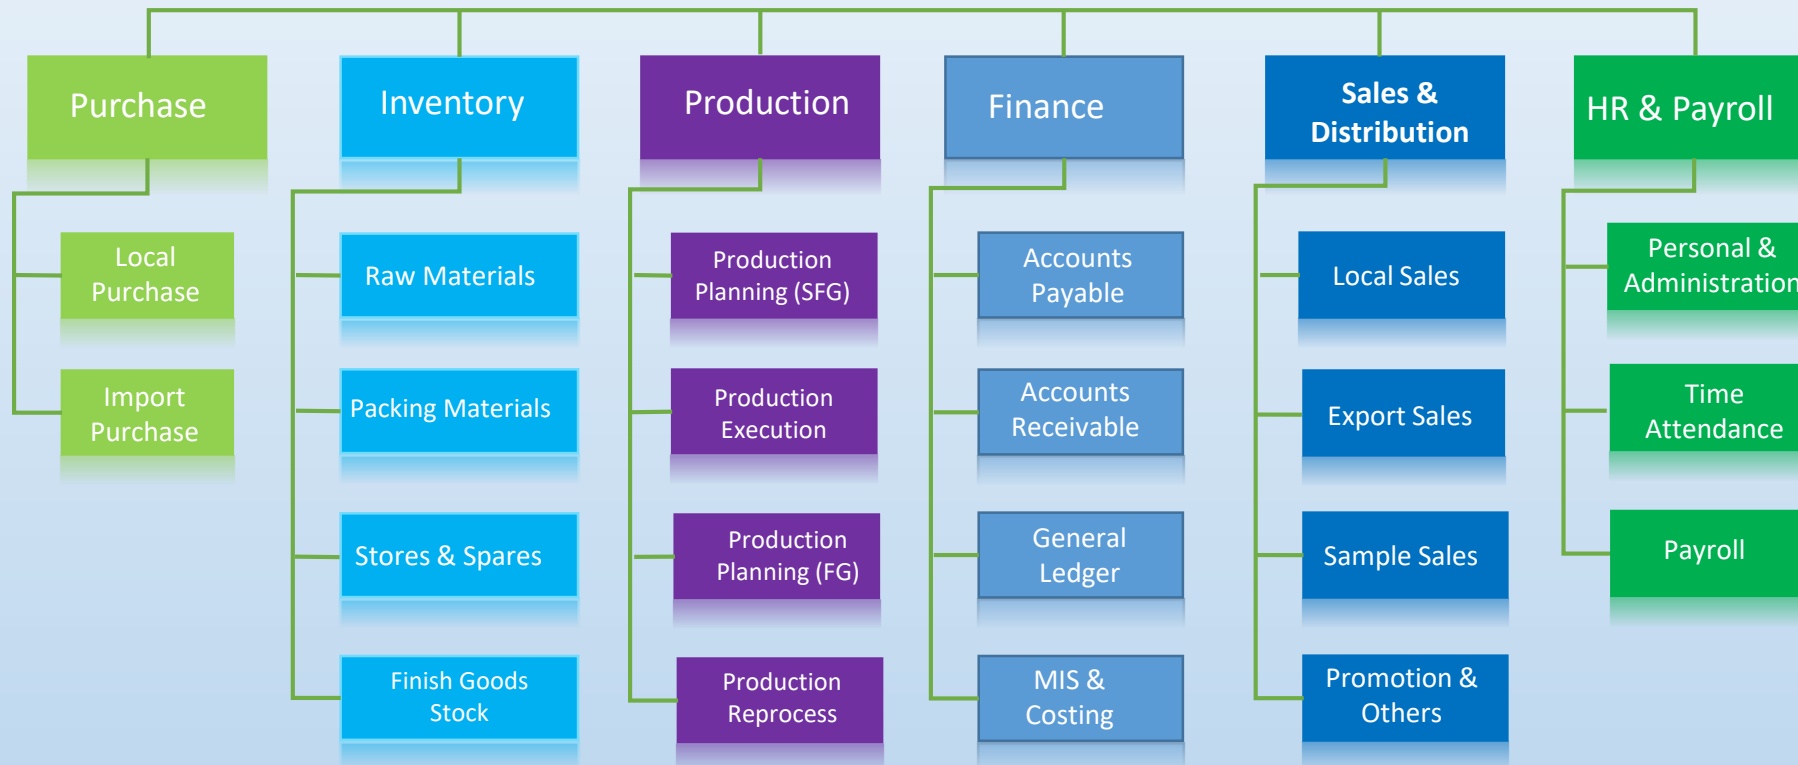 Purchase
Inventory
Production
Finance
Sales &
Distribution
HR & Payroll
Local
Purchase
Import
Purchase
Raw Materials
Packing Materials
Stores & Spares
Finish Goods
Stock
Production
Planning (SFG)
Production
Execution
Production
Planning (FG)
Production
Reprocess
Accounts
Payable
Accounts
Receivable
General
Ledger
MIS &
Costing
Local Sales
Export Sales
Sample Sales
Promotion &
Others
Personal &
Administration
Time
Attendance
Payroll